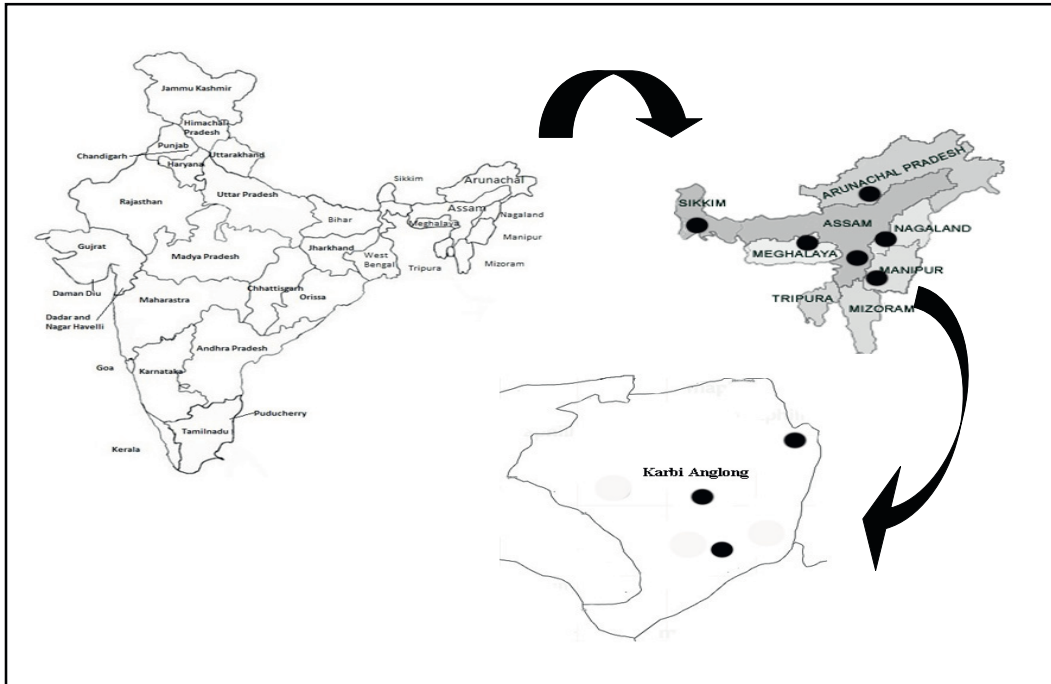 Jammu Kashmir
Himachal
Pradesh
Punjab
Chandigarh
Uttarakhand
Haryana
Rajasthan
Uttar Pradesh
Sikkim
Arunachal
Assam
Bihar
Meghalaya
Nagaland
Gujrat
Madya Pradesh
Jharkhand
West
Bengal
Tripura
Manipur
Mizoram
Daman Diu
Maharastra
Chhattisgarh
Orissa
Dadar and
Nagar Havelli
Andhra Pradesh
Goa
Karnataka
Puducherry
Tamilnadu
Kerala
ARUNACHAL PRADESH
SIKKIM
ASSAM
NAGALAND
MEGHALAYA
MANIPUR
TRIPURA
MIZORAM
Karbi Anglong